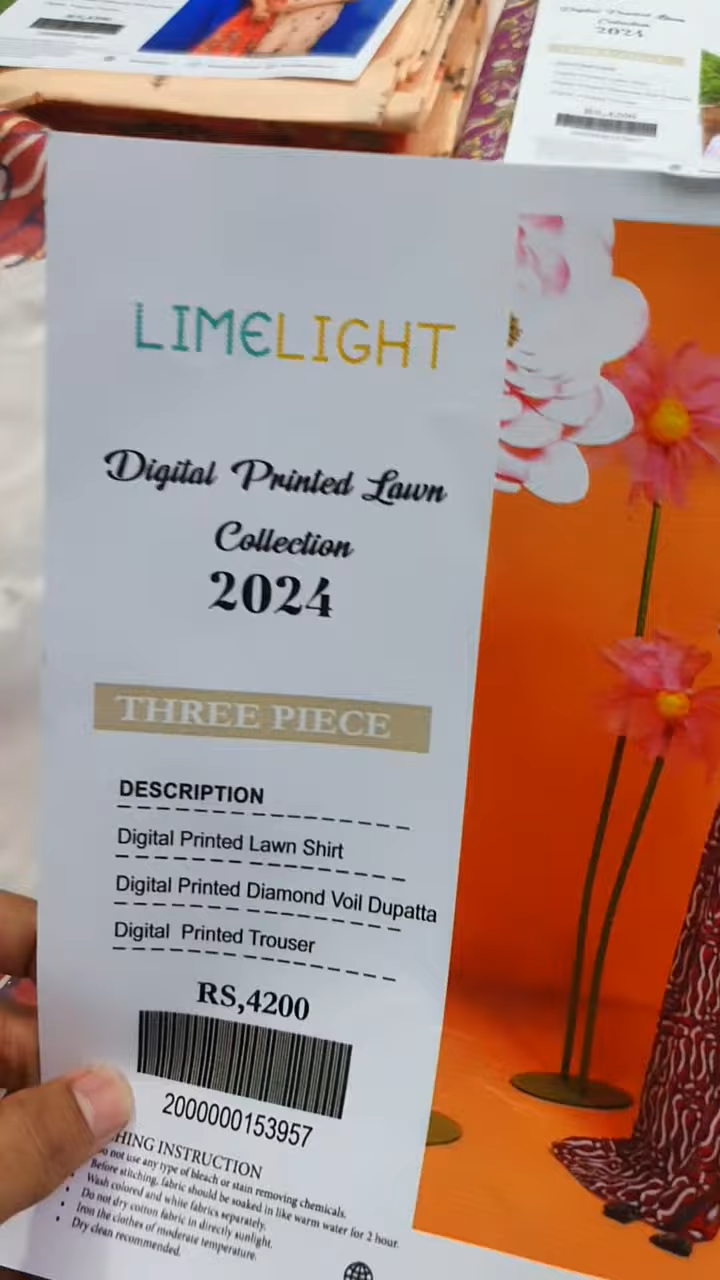 Collection
2024
RS,4200
LIMELIGHT
Digital Printed Lawn
Collection
2024
THREE PIECE
DESCRIPTION
Digital Printed Lawn Shirt
Digital Printed Diamond Voil Dupatta
Digital Printed Trouser
RS,4200
2000000153957
HING INSTRUCTION
o not use any type of bleach or stain removing chemicals.
Before stitching, fabric should be soaked in like warm water for 2 hour.
Wash colored and white fabrics separately.
Do not dry cotton fabric in directly sunlight.
Iron the clothes of moderate temperature.
Dry clean recommended.